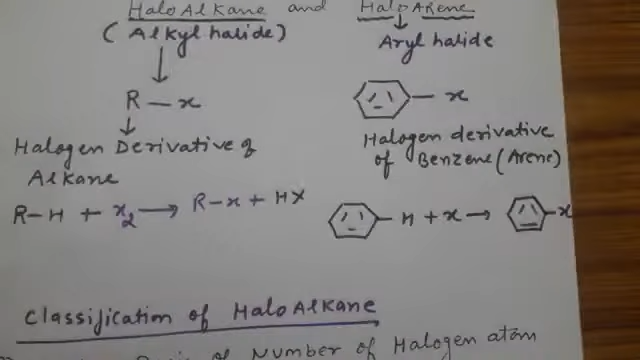 HaloAlkane and HaloArene
(Alkyl halide)
Aryl halide
R — x
— x
Halogen Derivative of
Alkane
Halogen derivative
of Benzene (Arene)
R–H + x2 → R–x + HX
– H + x → –x
Classification of HaloAlkane
of Number of Halogen atom